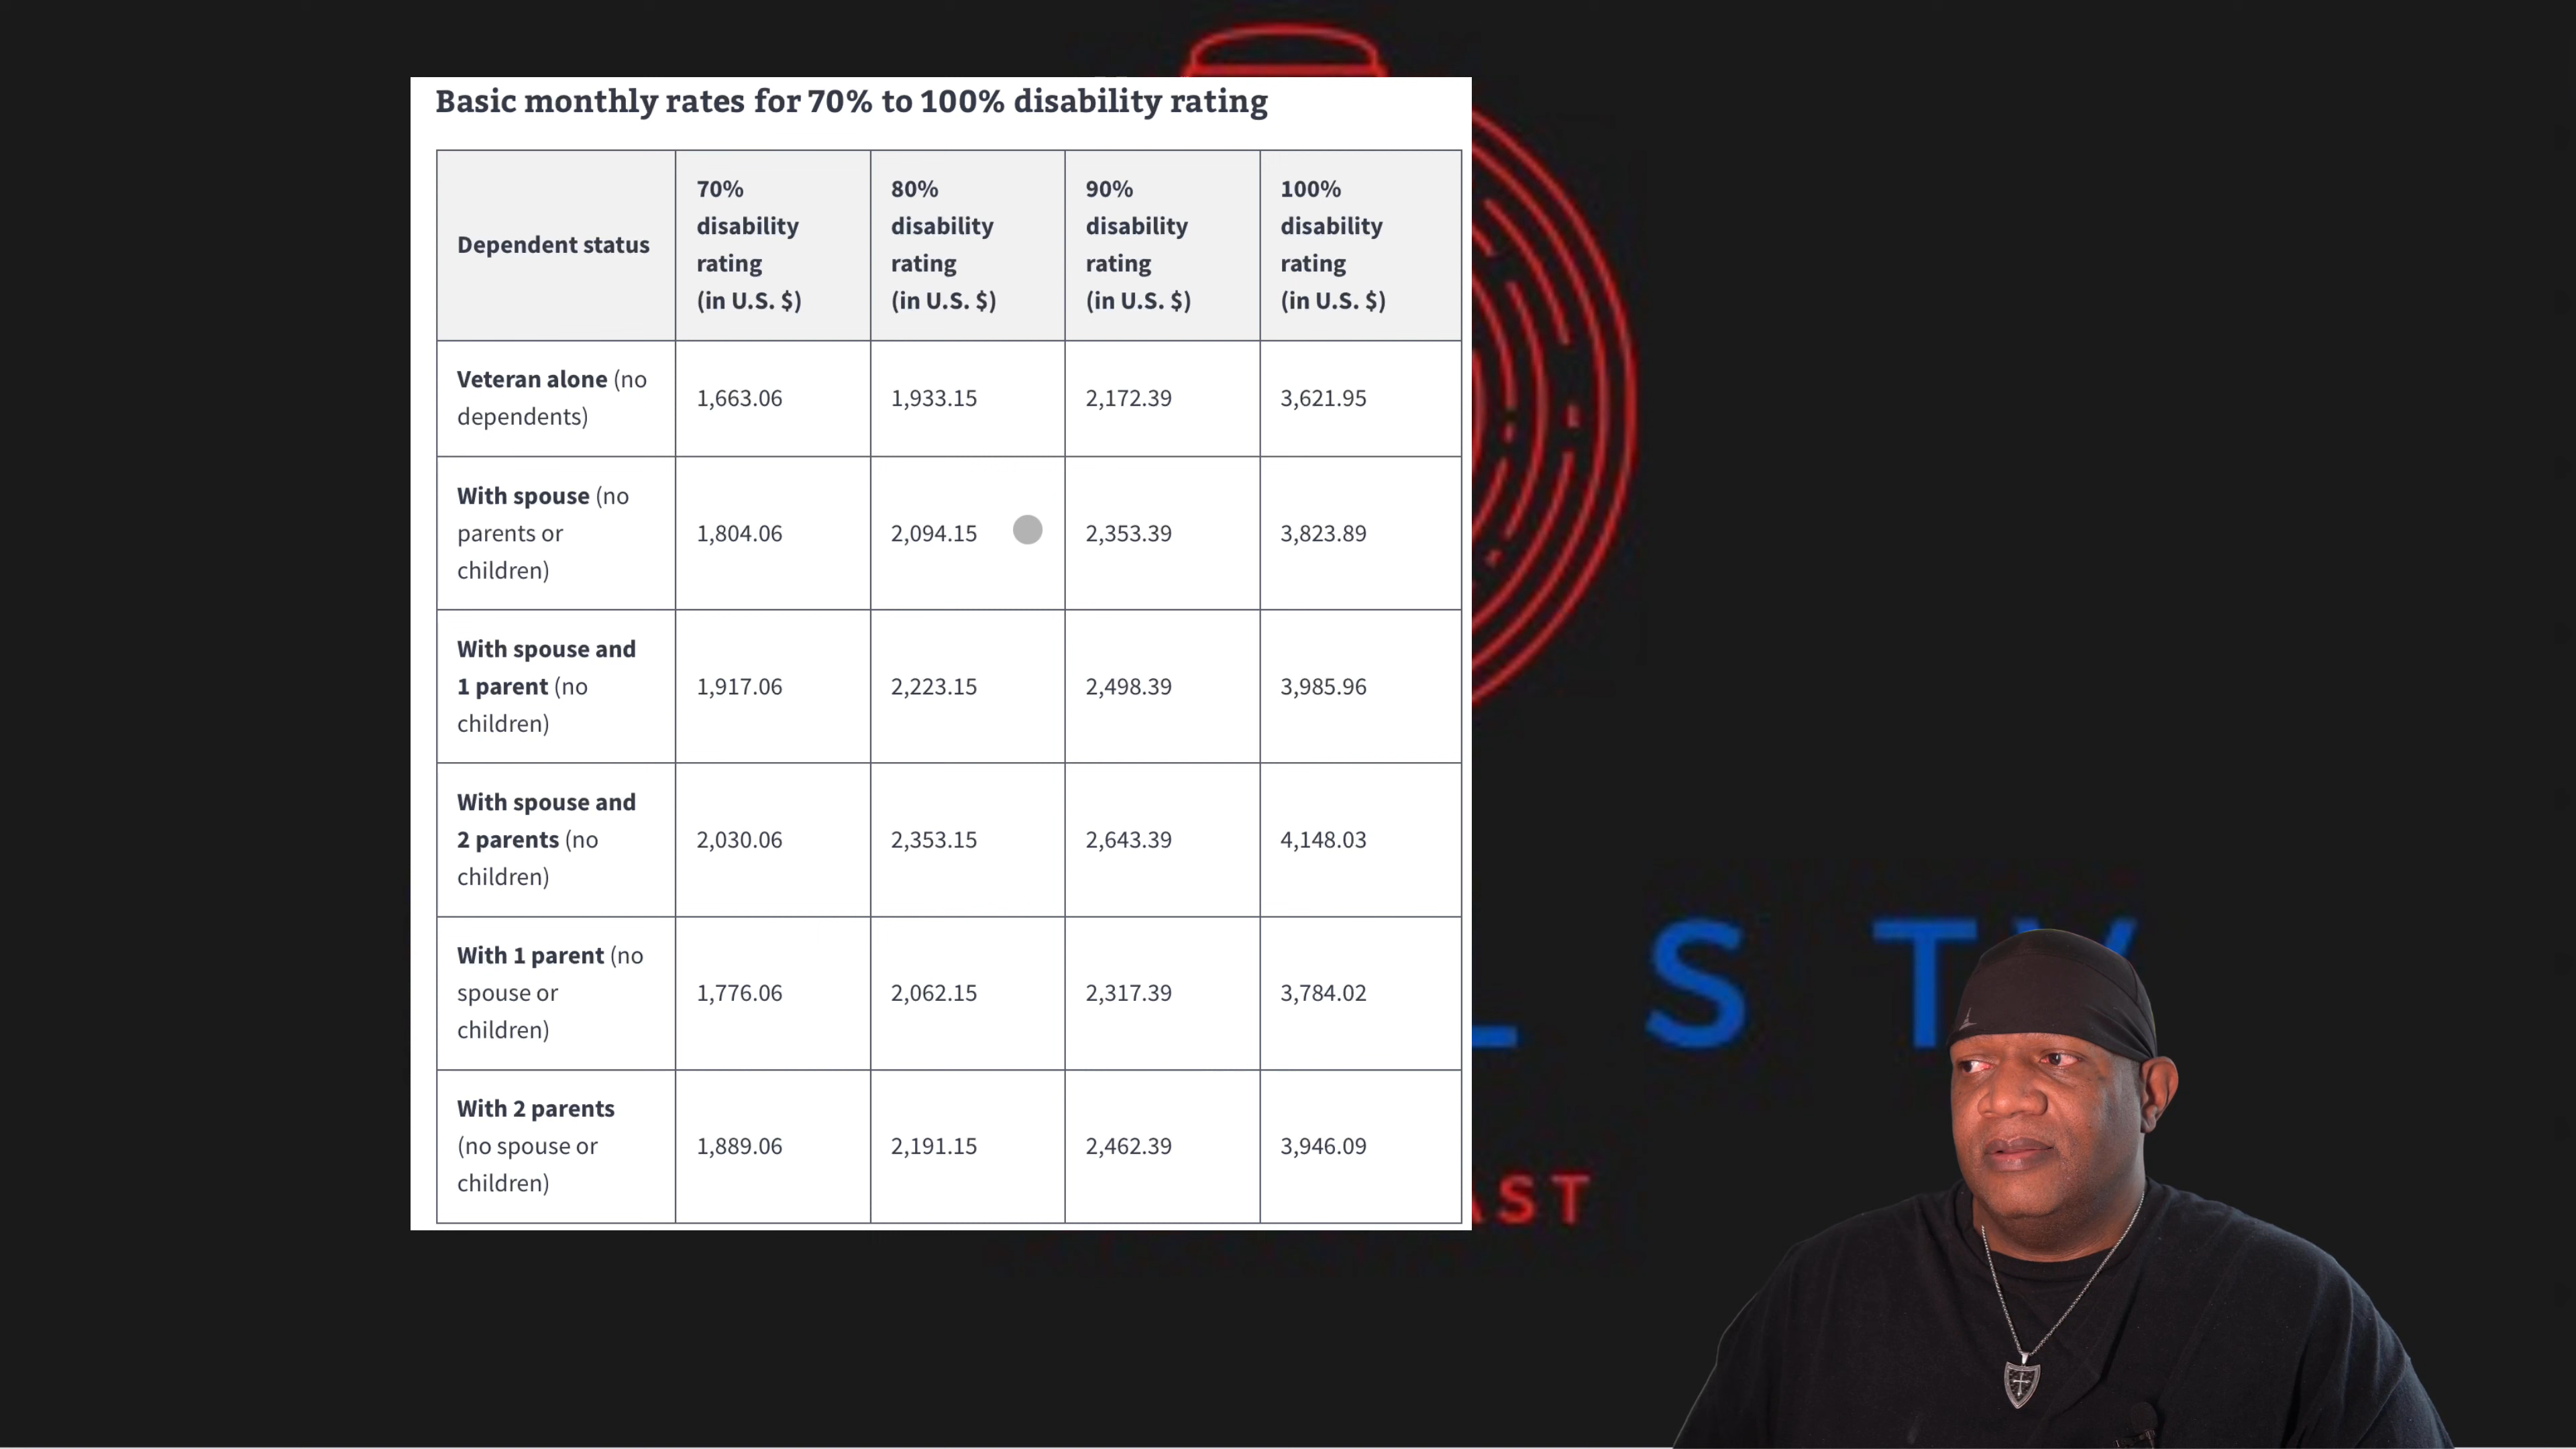 Basic monthly rates for 70% to 100% disability rating
Dependent status
70%
disability
rating
(in U.S. $)
80%
disability
rating
(in U.S. $)
90%
disability
rating
(in U.S. $)
100%
disability
rating
(in U.S. $)
Veteran alone (no
dependents)
1,663.06
1,933.15
2,172.39
3,621.95
With spouse (no
parents or
children)
1,804.06
2,094.15
2,353.39
3,823.89
With spouse and
1 parent (no
children)
1,917.06
2,223.15
2,498.39
3,985.96
With spouse and
2 parents (no
children)
2,030.06
2,353.15
2,643.39
4,148.03
With 1 parent (no
spouse or
children)
1,776.06
2,062.15
2,317.39
3,784.02
With 2 parents
(no spouse or
children)
1,889.06
2,191.15
2,462.39
3,946.09